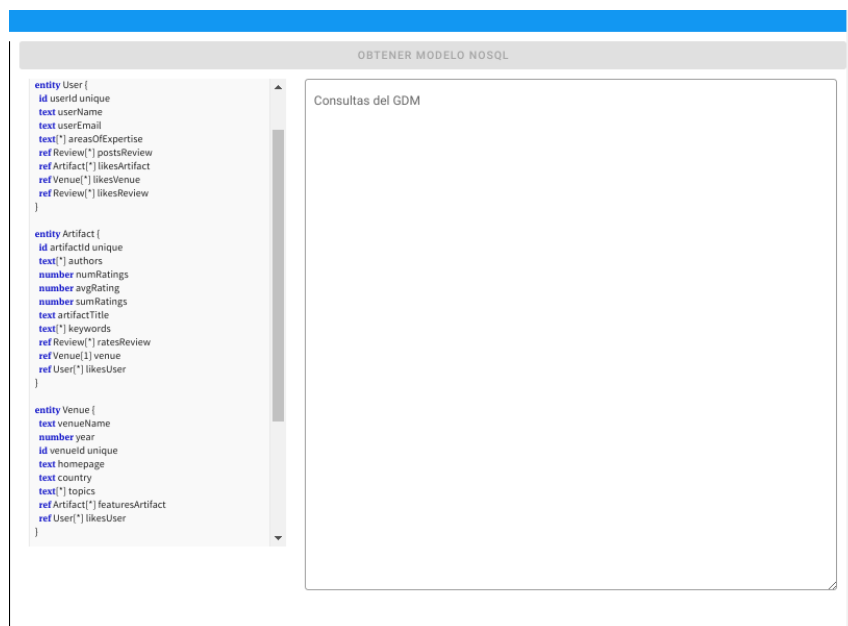 OBTENER MODELO NOSQL
entity User {
id userId unique
text userName
text userEmail
text[*] areasOfExpertise
ref Review[*] postsReview
ref Artifact[*] likesArtifact
ref Venue[*] likesVenue
ref Review[*] likesReview
}
entity Artifact {
id artifactId unique
text[*] authors
number numRatings
number avgRating
number sumRatings
text artifactTitle
text[*] keywords
ref Review[*] ratesReview
ref Venue[1] venue
ref User[*] likesUser
}
entity Venue {
text venueName
number year
id venueId unique
text homepage
text country
text[*] topics
ref Artifact[*] featuresArtifact
ref User[*] likesUser
}
Consultas del GDM